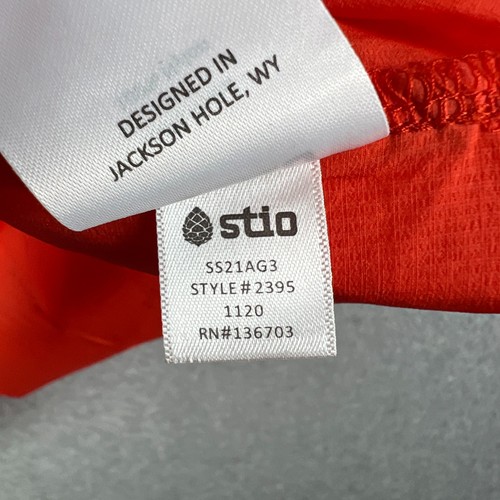 DESIGNED IN
JACKSON HOLE, WY
stio
SS21AG3
STYLE#2395
1120
RN#136703